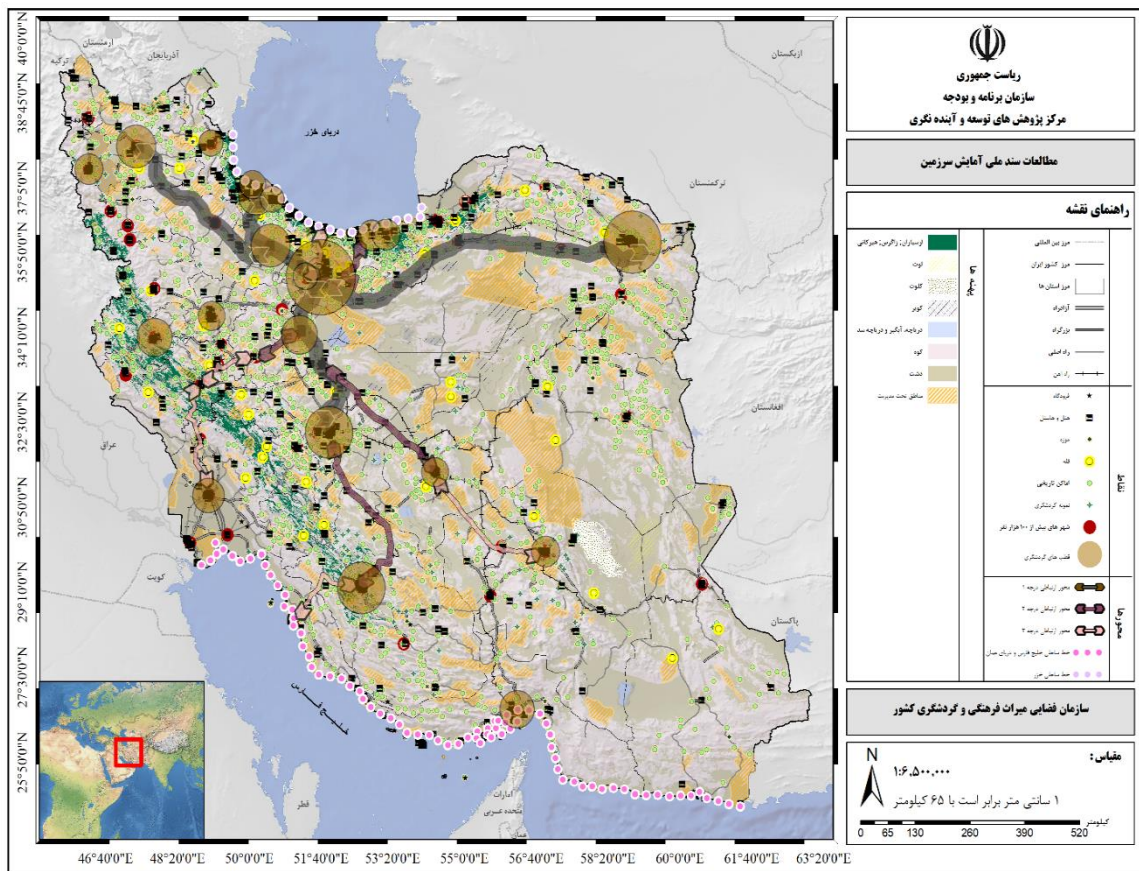 ریاست جمهوری
سازمان برنامه و بودجه
مرکز پژوهش های توسعه و آینده نگری
مطالعات سند ملی آمایش سرزمین
راهنمای نقشه
مرز بین المللی
مرز کشور ایران
مرز استان ها
آزادراه
بزرگراه
راه اصلی
راه آهن
پهنه ها
ارسباران; زاگرس; هیرکانی
لوت
کلوت
کویر
دریاچه، آبگیر و دریاچه سد
کوه
دشت
مناطق تحت مدیریت
نقاط
فرودگاه
هتل و هتلمتل
موزه
قله
اماکن تاریخی
نمونه گردشگری
شهر های بیش از ۱۰۰ هزار نفر
قطب های گردشگری
محورها
محور ارتباطی درجه ۱
محور ارتباطی درجه ۲
محور ارتباطی درجه ۳
خط ساحلی خلیج فارس و دریای عمان
خط ساحلی خزر
سازمان فضایی میراث فرهنگی و گردشگری کشور
مقیاس :
N
۱:۶,۵۰۰,۰۰۰
۱ سانتی متر برابر است با ۶۵ کیلومتر
کیلومتر
0 65 130 260 390 520
ارمنستان
آذربایجان
ترکیه
ازبکستان
دریای خزر
ترکمنستان
افغانستان
عراق
کویت
پاکستان
خلیج فارس
قطر
امارات
متحده عربی
عمان
40°0'0"N
38°45'0"N
37°5'0"N
35°50'0"N
34°10'0"N
32°30'0"N
30°50'0"N
29°10'0"N
27°30'0"N
25°50'0"N
46°40'0"E 48°20'0"E 50°0'0"E 51°40'0"E 53°20'0"E 55°0'0"E 56°40'0"E 58°20'0"E 60°0'0"E 61°40'0"E 63°20'0"E